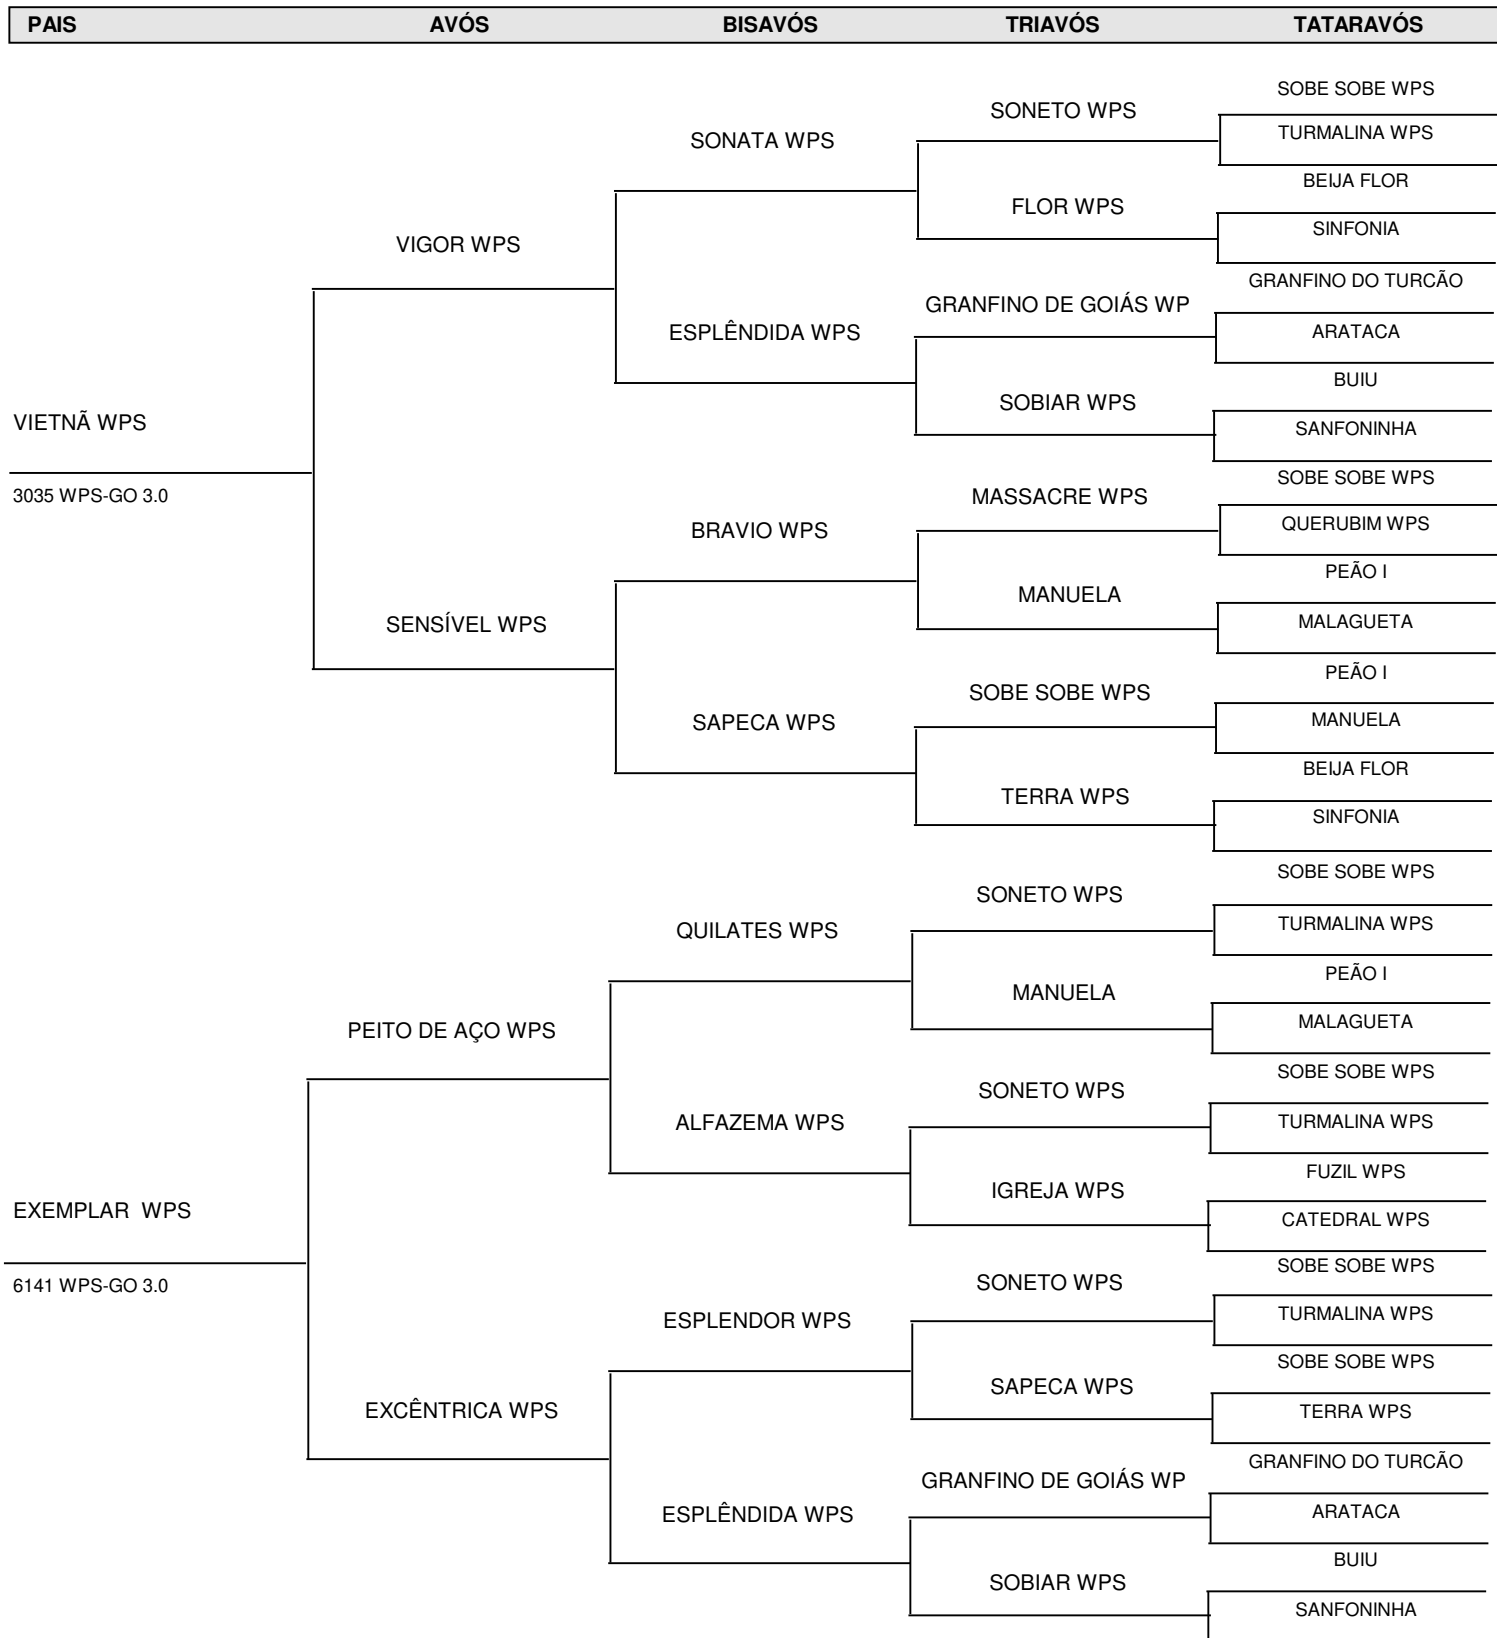 PAIS AVÓS BISAVÓS TRIAVÓS TATARAVÓS
SOBE SOBE WPS
SONETO WPS
TURMALINA WPS
SONATA WPS
BEIJA FLOR
FLOR WPS
SINFONIA
VIGOR WPS
GRANFINO DO TURCÃO
GRANFINO DE GOIÁS WP
ARATACA
ESPLÊNDIDA WPS
BUIU
SOBIAR WPS
SANFONINHA
VIETNÃ WPS
3035 WPS-GO 3.0
SOBE SOBE WPS
MASSACRE WPS
QUERUBIM WPS
BRAVIO WPS
PEÃO I
MANUELA
MALAGUETA
SENSÍVEL WPS
PEÃO I
SOBE SOBE WPS
MANUELA
SAPECA WPS
BEIJA FLOR
TERRA WPS
SINFONIA
SOBE SOBE WPS
SONETO WPS
TURMALINA WPS
QUILATES WPS
PEÃO I
MANUELA
MALAGUETA
PEITO DE AÇO WPS
SOBE SOBE WPS
SONETO WPS
TURMALINA WPS
ALFAZEMA WPS
FUZIL WPS
IGREJA WPS
CATEDRAL WPS
EXEMPLAR WPS
6141 WPS-GO 3.0
SOBE SOBE WPS
SONETO WPS
TURMALINA WPS
ESPLENDOR WPS
SOBE SOBE WPS
SAPECA WPS
TERRA WPS
EXCÊNTRICA WPS
GRANFINO DO TURCÃO
GRANFINO DE GOIÁS WP
ARATACA
ESPLÊNDIDA WPS
BUIU
SOBIAR WPS
SANFONINHA